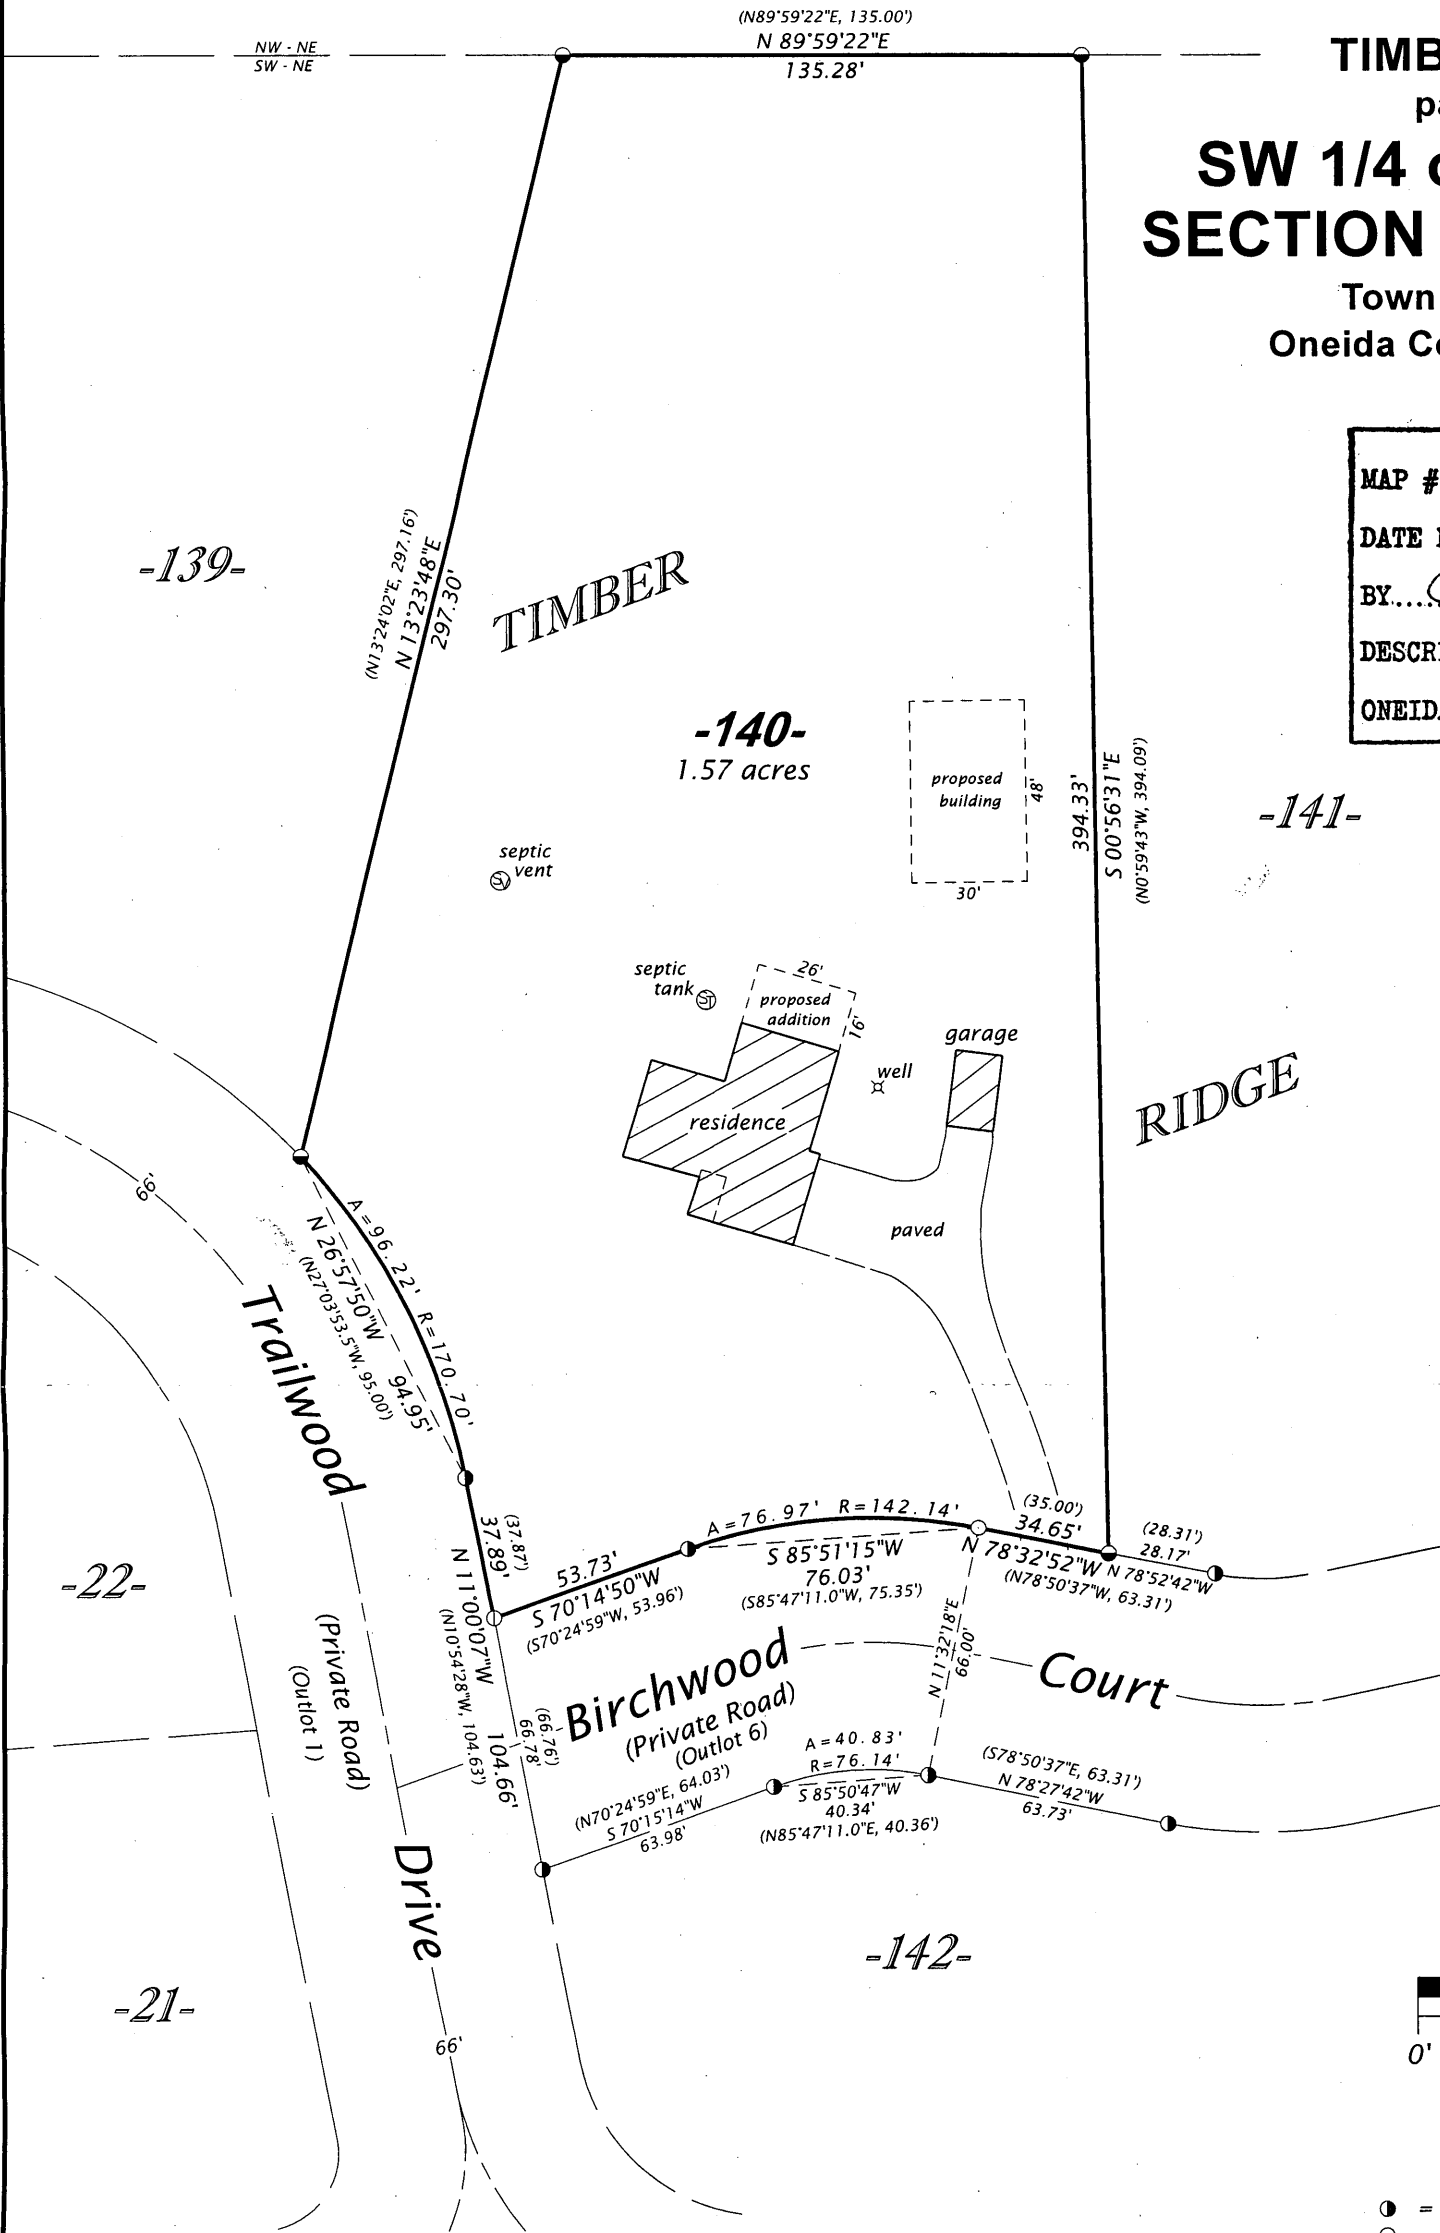 (N89°59'22"E, 135.00')
N 89°59'22"E
135.28'
NW - NE
SW - NE
TIMB
pa
SW 1/4
SECTION
Town
Oneida Co
MAP #
DATE
BY....
DESCRI
ONEIDA
-139-
(N13°24'02"E, 297.16')
N 13°23'48"E
297.30'
TIMBER
-140-
1.57 acres
proposed
building
48'
30'
394.33'
S 00°56'31"E
(N0°59'43"W, 394.09')
-141-
septic
vent
SV
septic
tank
ST
26'
proposed
addition
16'
garage
well
residence
RIDGE
paved
66'
A=96.22' R=170.70'
N 26°57'50"W 94.95'
(N27°03'53.5"W, 95.00')
Trailwood
(37.87')
37.89'
N 11°00'07"W 104.66'
(N10°54'28"W, 104.63')
53.73'
S 70°14'50"W
(S70°24'59"W, 53.96')
A=76.97' R=142.14'
S 85°51'15"W
76.03'
(S85°47'11.0"W, 75.35')
(35.00')
34.65'
N 78°32'52"W
(N78°50'37"W, 63.31')
(28.31')
28.17'
N 78°52'42"W
-22-
(Private Road)
(Outlot 1)
N 11°32'18"E
66.00'
Birchwood
Court
(Private Road)
(Outlot 6)
(66.76')
66.78'
A=40.83'
R=76.14'
S 85°50'47"W
40.34'
(N85°47'11.0"E, 40.36')
(N70°24'59"E, 64.03')
S 70°15'14"W
63.98'
(S78°50'37"E, 63.31')
N 78°27'42"W
63.73'
Drive
-142-
-21-
66'
0'
=